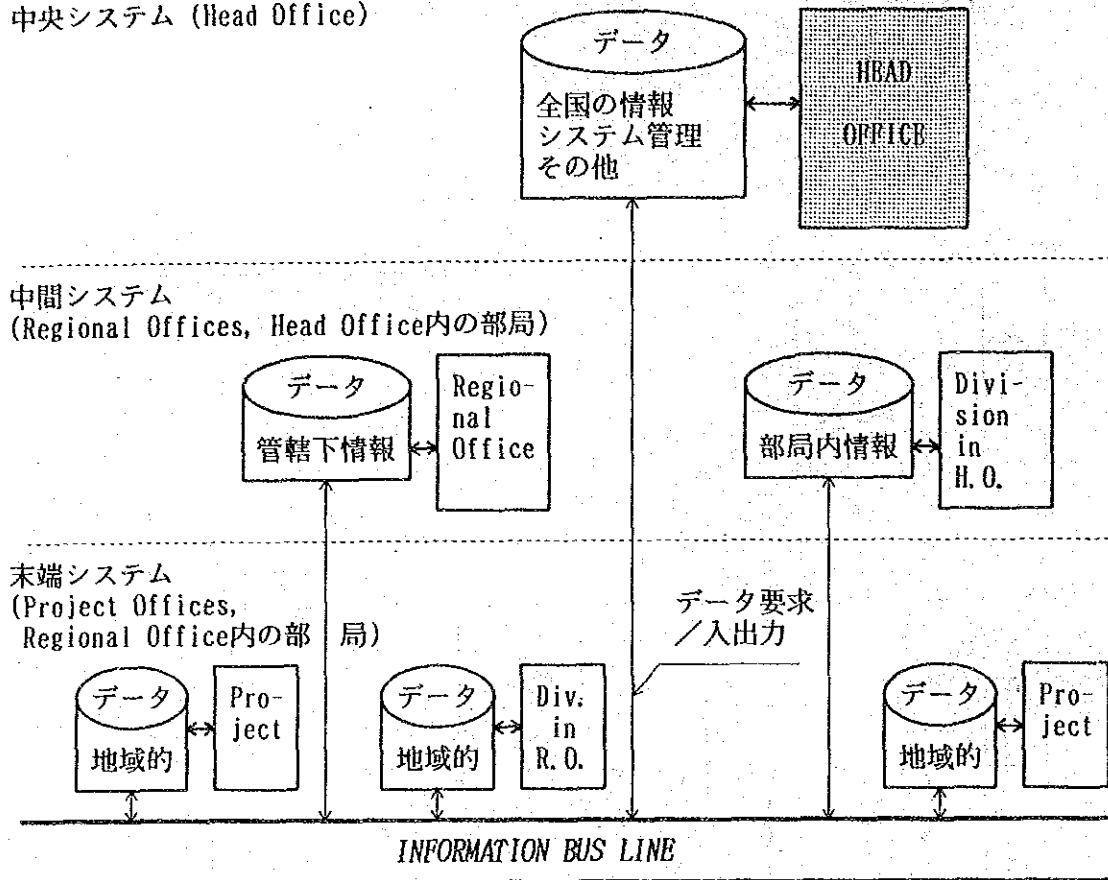 中央システム (Head Office)
データ
全国の情報
システム管理
その他
HEAD
OFFICE
中間システム
(Regional Offices, Head Office内の部局)
データ
管轄下情報
Regio-
nal
Office
データ
部局内情報
Divi-
sion
in
H.O.
末端システム
(Project Offices,
Regional Office内の部 局)
データ要求
／入出力
データ
地域的
Pro-
ject
データ
地域的
Div.
in
R.O.
データ
地域的
Pro-
ject
INFORMATION BUS LINE